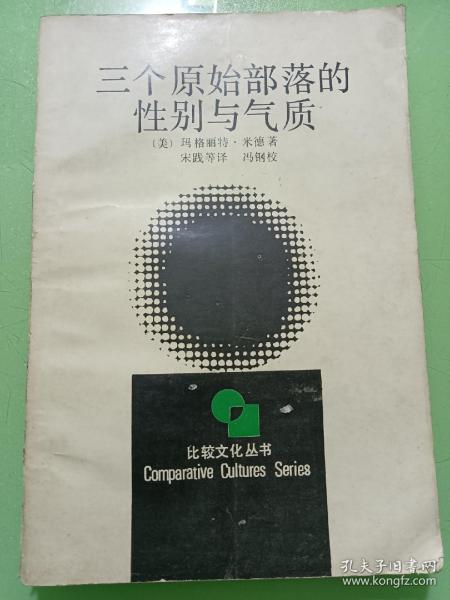 三个原始部落的
性别与气质
〔美〕玛格丽特·米德著
宋践等译 冯钢校
比较文化丛书
Comparative Cultures Series
孔夫子旧书网
www.kongfz.com